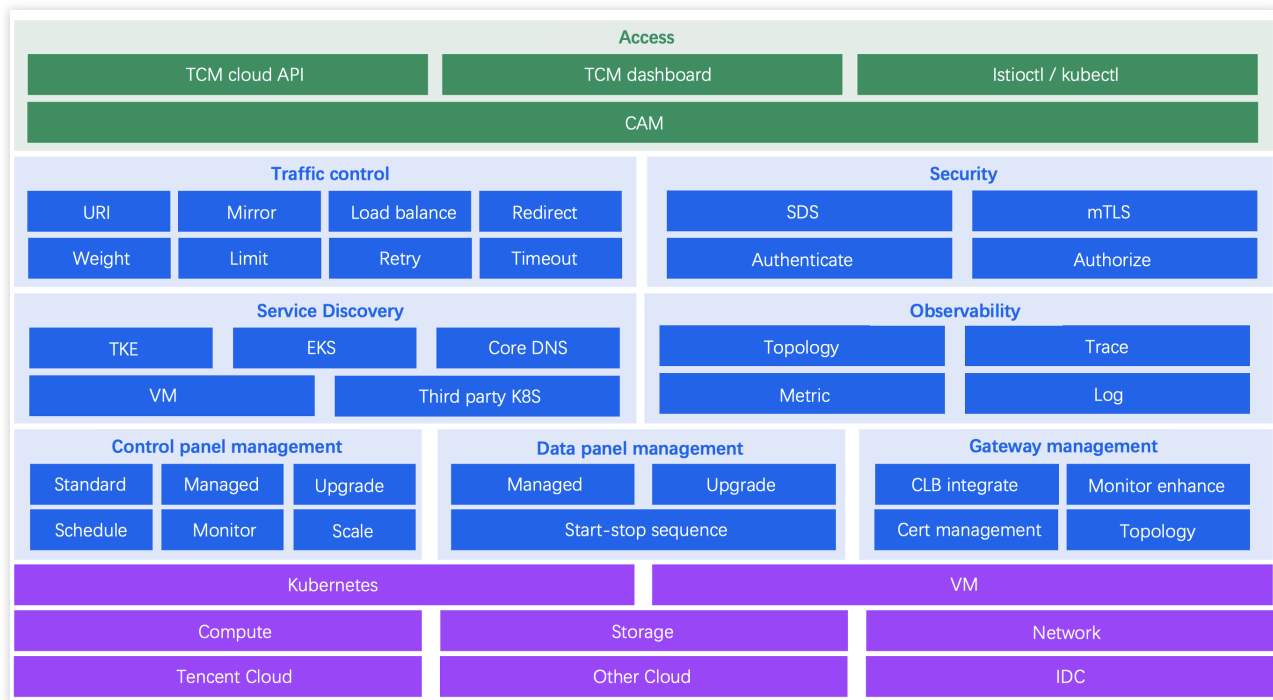 Access
TCM cloud API
TCM dashboard
Istioctl / kubectl
CAM
Traffic control
URI
Mirror
Load balance
Redirect
Weight
Limit
Retry
Timeout
Security
SDS
mTLS
Authenticate
Authorize
Service Discovery
TKE
EKS
Core DNS
VM
Third party K8S
Observability
Topology
Trace
Metric
Log
Control panel management
Standard
Managed
Upgrade
Schedule
Monitor
Scale
Data panel management
Managed
Upgrade
Start-stop sequence
Gateway management
CLB integrate
Monitor enhance
Cert management
Topology
Kubernetes
VM
Compute
Storage
Network
Tencent Cloud
Other Cloud
IDC